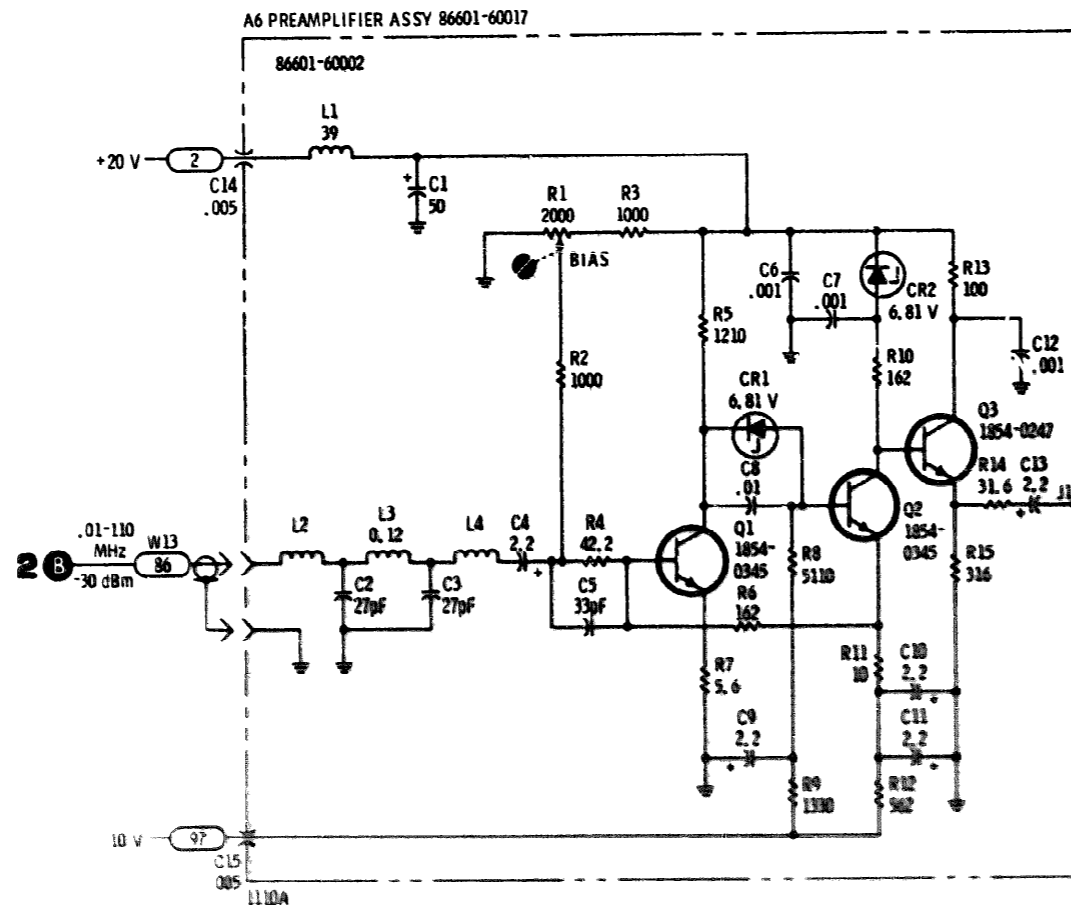 A6 PREAMPLIFIER ASSY 86601-60017
86601-60002
L1
39
+20 V
2
C14
.005
+
C1
50
R1
2000
R3
1000
BIAS
C6
.001
C7
.001
CR2
6.81 V
R13
100
R5
1210
C12
.001
R2
1000
R10
162
CR1
6.81 V
Q3
1854-0247
C8
.01
R14
31.6
C13
2.2
+
J1
.01-110
MHz
-30 dBm
2 B
W13
86
L2
L3
0.12
L4
C4
2.2
+
R4
42.2
Q1
1854-
0345
Q2
1854-
0345
R8
5110
R15
316
C2
27pF
C3
27pF
C5
33pF
R6
162
R7
5.6
R11
10
C10
2.2
+
C9
2.2
+
C11
2.2
+
R9
1330
R12
10 V
97
C15
005
1110A